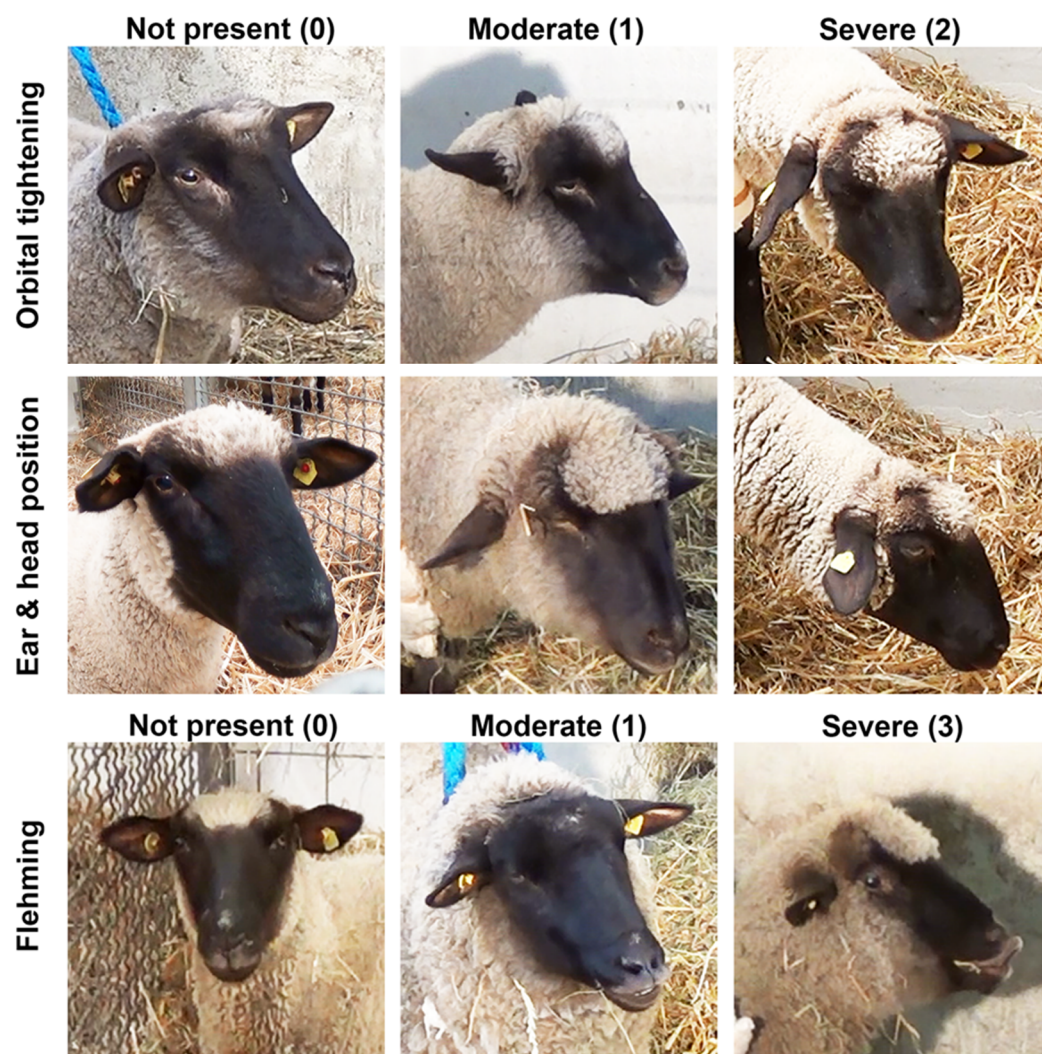 Not present (0) Moderate (1) Severe (2)
Orbital tightening
Ear & head position
Not present (0) Moderate (1) Severe (3)
Flehming